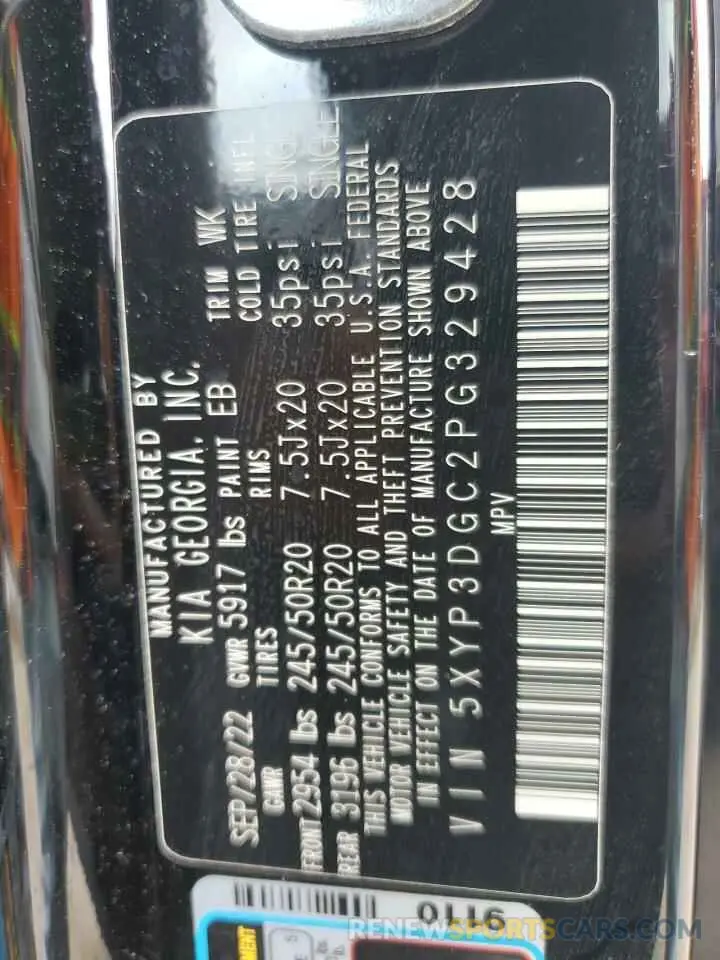 MANUFACTURED BY
KIA GEORGIA, INC.
SEP/28/22 GVWR 5917 lbs PAINT EB TRIM WK
GAWR TIRES RIMS COLD TIRE INFL
FRONT 2954 lbs 245/50R20 7.5Jx20 35psi SINGLE
REAR 3196 lbs 245/50R20 7.5Jx20 35psi SINGLE
THIS VEHICLE CONFORMS TO ALL APPLICABLE U.S.A. FEDERAL
MOTOR VEHICLE SAFETY AND THEFT PREVENTION STANDARDS
IN EFFECT ON THE DATE OF MANUFACTURE SHOWN ABOVE
VIN 5XYP3DGC2PG329428
MPV
9110
RENEWSPORTSCARS.COM